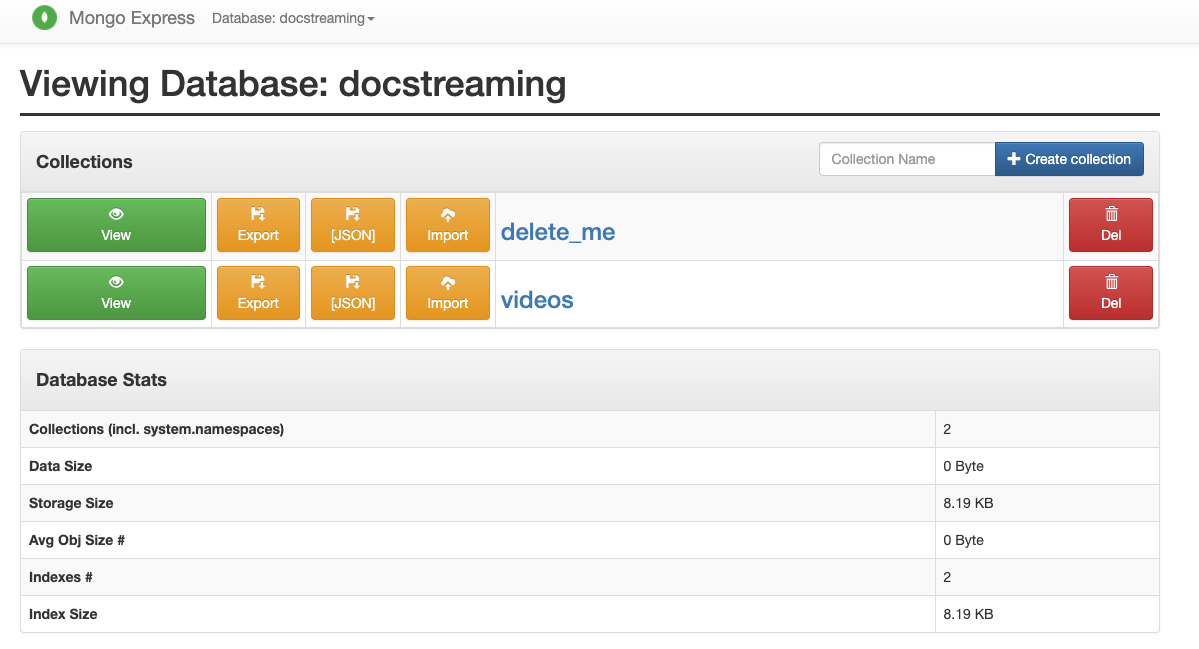 Mongo Express Database: docstreaming
Viewing Database: docstreaming
Collections
Collection Name
Create collection
View Export [JSON] Import delete_me Del
View Export [JSON] Import videos Del
Database Stats
Collections (incl. system.namespaces) 2
Data Size 0 Byte
Storage Size 8.19 KB
Avg Obj Size # 0 Byte
Indexes # 2
Index Size 8.19 KB